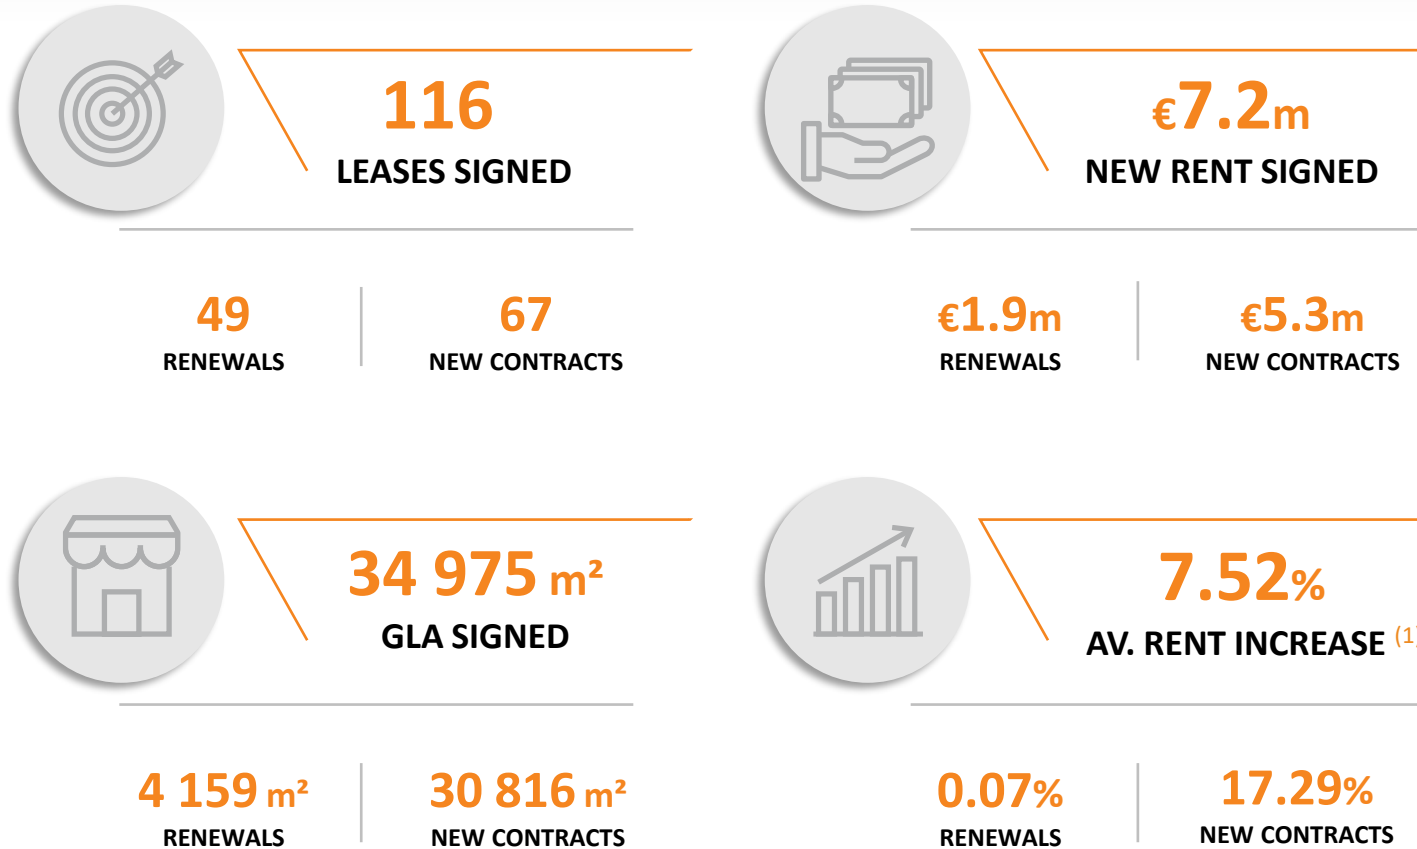 116
LEASES SIGNED
49
RENEWALS
67
NEW CONTRACTS
€7.2m
NEW RENT SIGNED
€1.9m
RENEWALS
€5.3m
NEW CONTRACTS
34 975 m²
GLA SIGNED
4 159 m²
RENEWALS
30 816 m²
NEW CONTRACTS
7.52%
AV. RENT INCREASE (1)
0.07%
RENEWALS
17.29%
NEW CONTRACTS